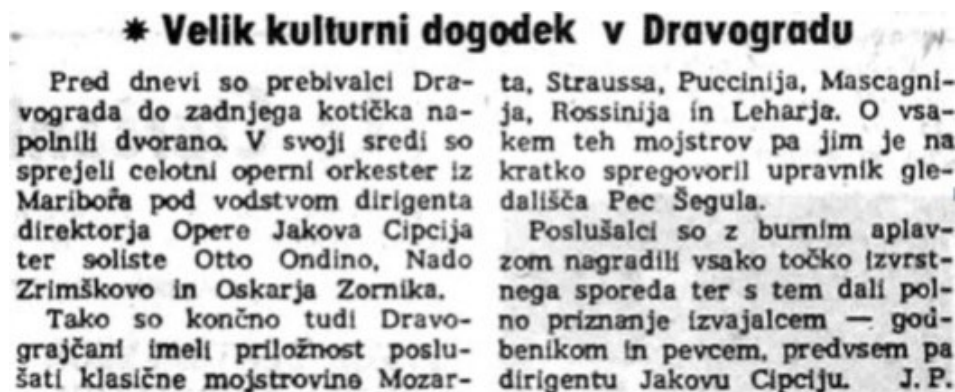 * Velik kulturni dogodek v Dravogradu
Pred dnevi so prebivalci Dra-
vograda do zadnjega kotička na-
polnili dvorano. V svoji sredi so
sprejeli celotni operni orkester iz
Maribora pod vodstvom dirigenta
direktorja Opere Jakova Cipcija
ter soliste Otto Ondino, Nado
Zrimškovo in Oskarja Zornika.
Tako so končno tudi Dravo-
grajčani imeli priložnost poslu-
šati klasične mojstrovine Mozar-
ta, Straussa, Puccinija, Mascagni-
ja, Rossinija in Leharja. O vsa-
kem teh mojstrov pa jim je na
kratko spregovoril upravnik gle-
dališča Pec Šegula.
Poslušalci so z burnim aplav-
zom nagradili vsako točko izvrst-
nega sporeda ter s tem dali pol-
no priznanje izvajalcem — god-
benikom in pevcem, predvsem pa
dirigentu Jakovu Cipciju. J. P.